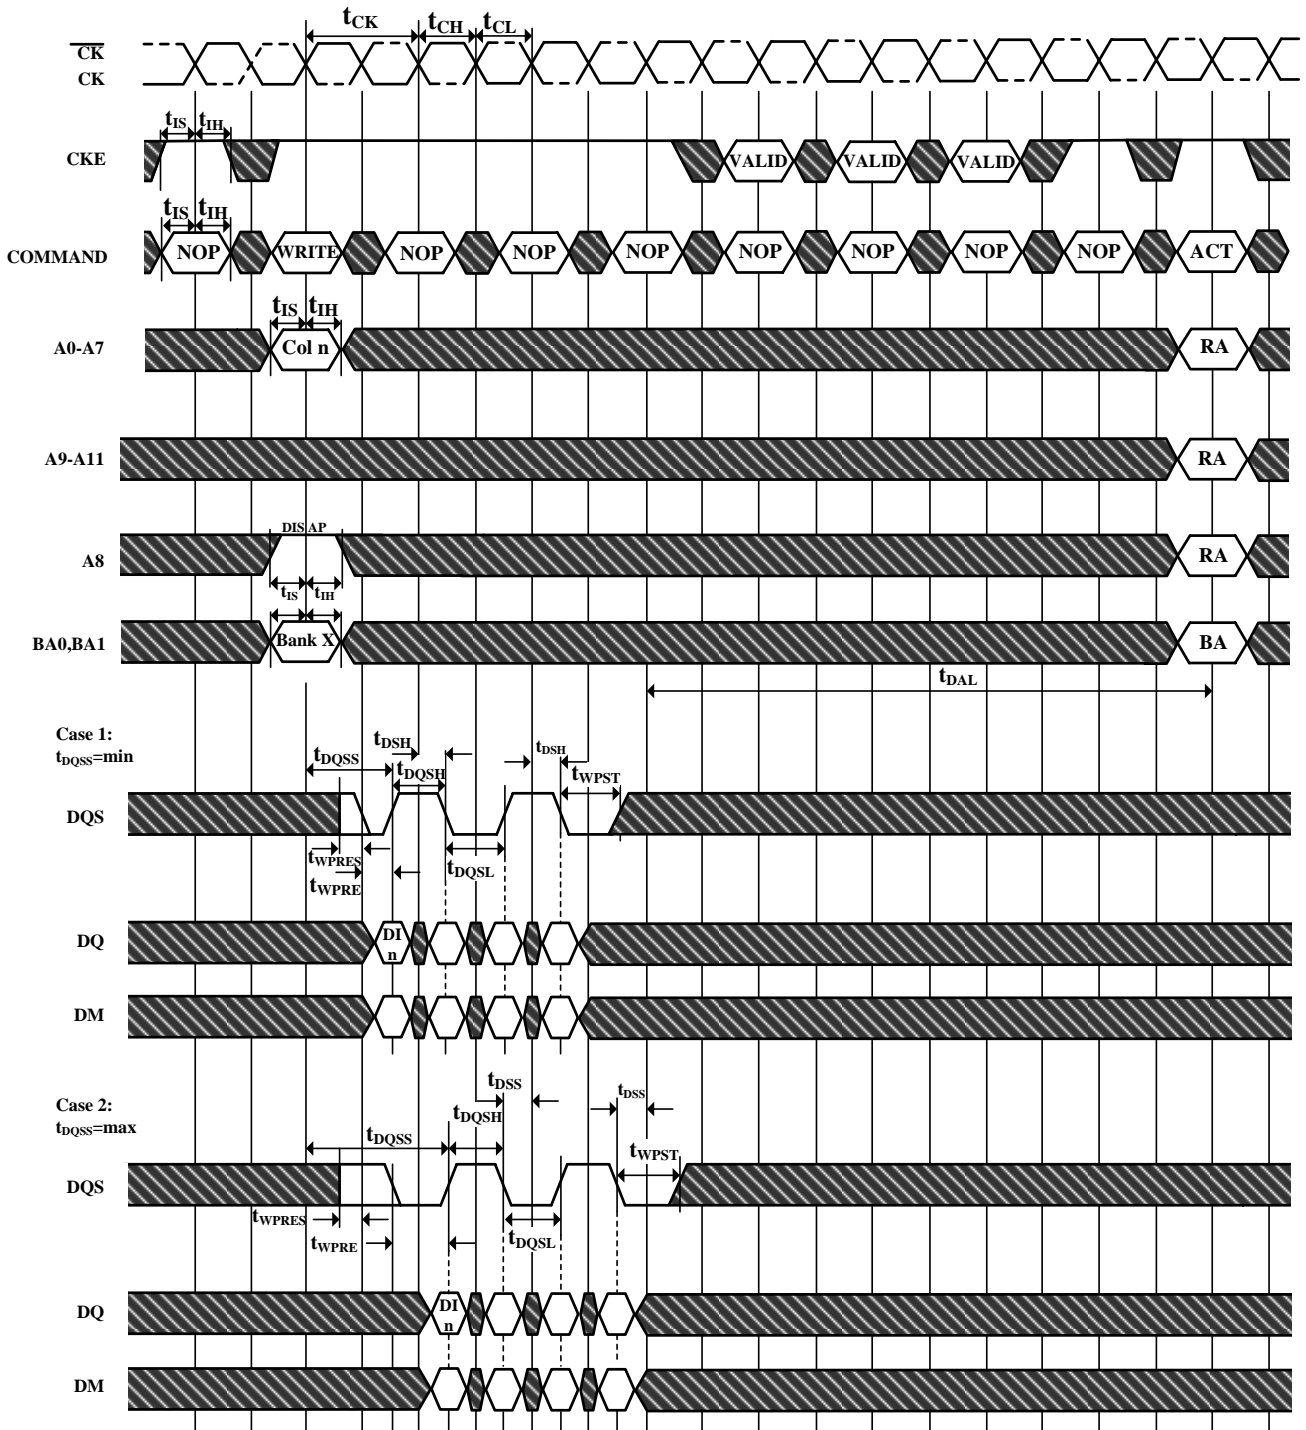 tCK tCH tCL
CK
CK
tIS tIH
CKE VALID VALID VALID
tIS tIH
COMMAND NOP WRITE NOP NOP NOP NOP NOP NOP NOP ACT
tIS tIH
A0-A7 Col n RA
A9-A11 RA
DIS AP
A8 RA
tIS tIH
BA0,BA1 Bank X BA
tDAL
Case 1:
tDQSS=min
tDSH tDSH
tDQSS tDQSH tWPST
DQS
tWPRES tDQSL
tWPRE
DQ DI
n
DM
tDSS tDSS
Case 2:
tDQSS=max
tDQSH
tDQSS tWPST
DQS
tWPRES
tWPRE tDQSL
DQ DI
n
DM